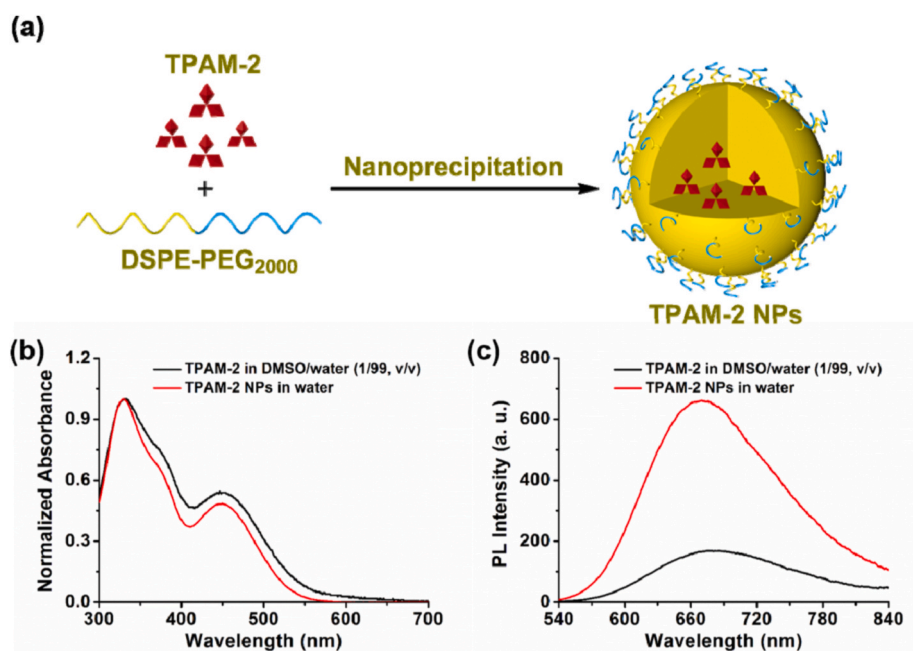 (a)
TPAM-2
+
DSPE-PEG2000
Nanoprecipitation
TPAM-2 NPs
(b)
TPAM-2 in DMSO/water (1/99, v/v)
TPAM-2 NPs in water
Normalized Absorbance
1.2
0.9
0.6
0.3
0.0
300 400 500 600 700
Wavelength (nm)
(c)
TPAM-2 in DMSO/water (1/99, v/v)
TPAM-2 NPs in water
PL Intensity (a. u.)
800
600
400
200
0
540 600 660 720 780 840
Wavelength (nm)